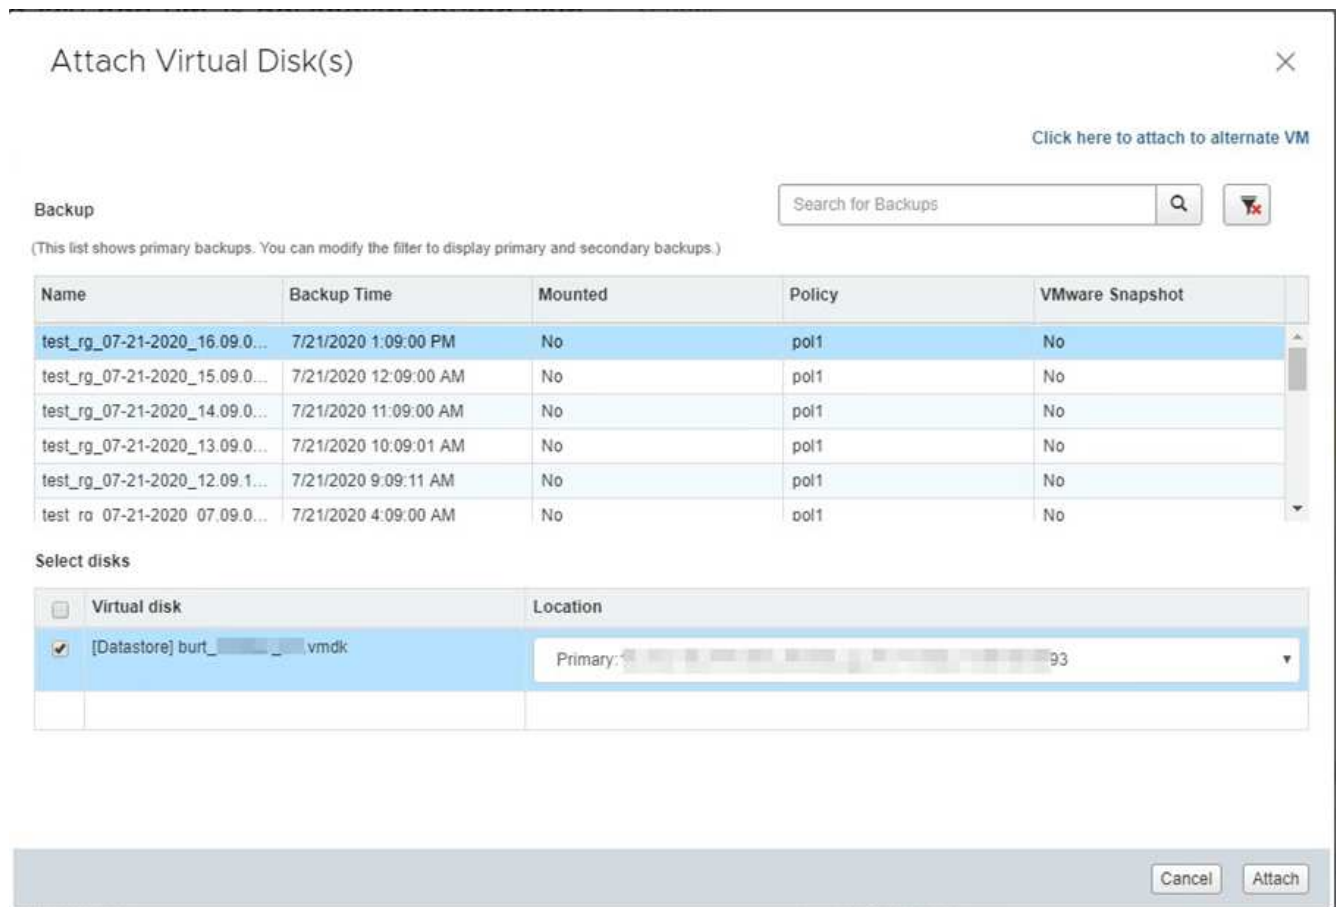 Attach Virtual Disk(s)
Click here to attach to alternate VM
Backup
Search for Backups
(This list shows primary backups. You can modify the filter to display primary and secondary backups.)
Name Backup Time Mounted Policy VMware Snapshot
test_rg_07-21-2020_16.09.0... 7/21/2020 1:09:00 PM No pol1 No
test_rg_07-21-2020_15.09.0... 7/21/2020 12:09:00 AM No pol1 No
test_rg_07-21-2020_14.09.0... 7/21/2020 11:09:00 AM No pol1 No
test_rg_07-21-2020_13.09.0... 7/21/2020 10:09:01 AM No pol1 No
test_rg_07-21-2020_12.09.1... 7/21/2020 9:09:11 AM No pol1 No
test_rg_07-21-2020_07.09.0... 7/21/2020 4:09:00 AM No pol1 No
Select disks
Virtual disk Location
[Datastore] burt_ _ .vmdk Primary: 93
Cancel Attach